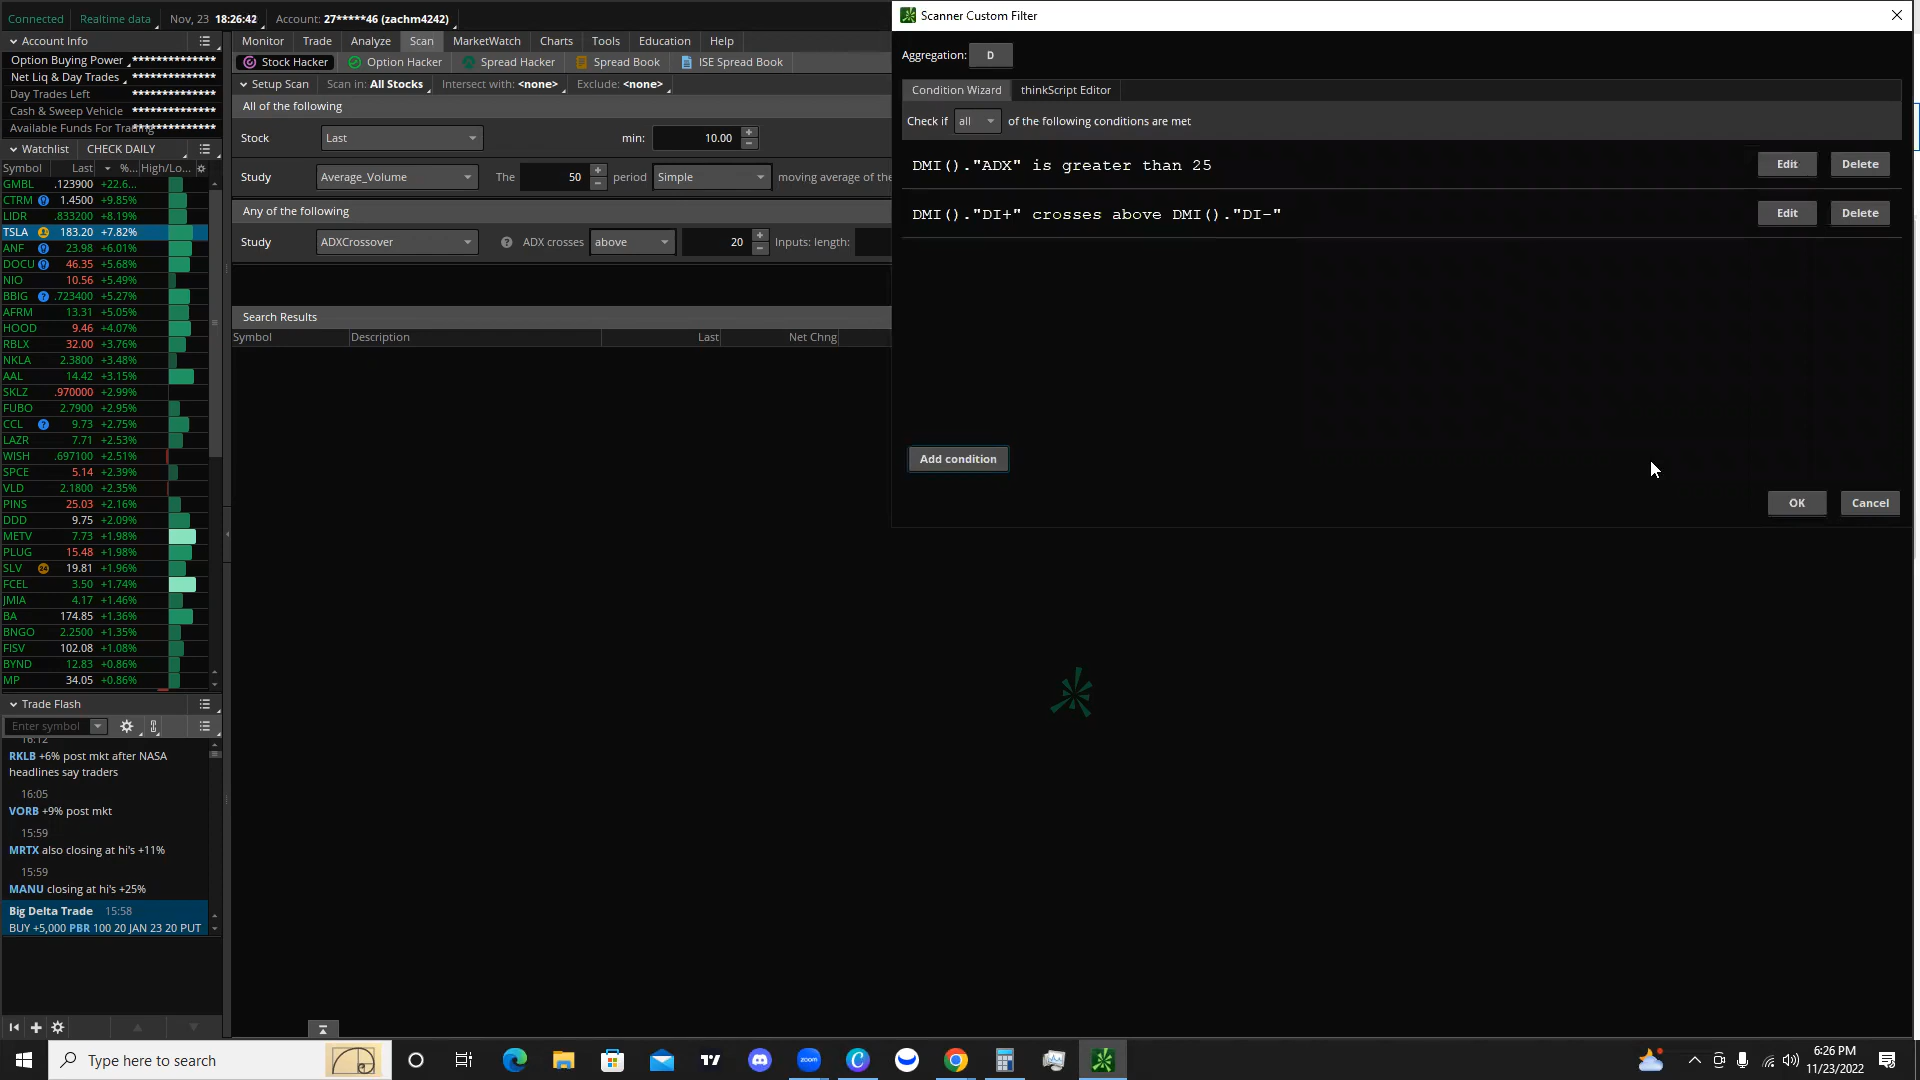 Connected Realtime data Nov, 23 18:26:42 Account: 27*****46 (zachm4242)
Account Info
Option Buying Power ***************
Net Liq & Day Trades ***************
Day Trades Left ***************
Cash & Sweep Vehicle ***************
Available Funds For Trading ***************
Watchlist CHECK DAILY
Symbol Last %... High/Lo...
GMBL .123900 +22.6...
CTRM 1.4500 +9.85%
LIDR .833200 +8.19%
TSLA 183.20 +7.82%
ANF 23.98 +6.01%
DOCU 46.35 +5.68%
NIO 10.56 +5.49%
BBIG .723400 +5.27%
AFRM 13.31 +5.05%
HOOD 9.46 +4.07%
RBLX 32.00 +3.76%
NKLA 2.3800 +3.48%
AAL 14.42 +3.15%
SKLZ .970000 +2.99%
FUBO 2.7900 +2.95%
CCL 9.73 +2.75%
LAZR 7.71 +2.53%
WISH .697100 +2.51%
SPCE 5.14 +2.39%
VLD 2.1800 +2.35%
PINS 25.03 +2.16%
DDD 9.75 +2.09%
METV 7.73 +1.98%
PLUG 15.48 +1.98%
SLV 19.81 +1.96%
FCEL 3.50 +1.74%
JMIA 4.17 +1.46%
BA 174.85 +1.36%
BNGO 2.2500 +1.35%
FISV 102.08 +1.08%
BYND 12.83 +0.86%
MP 34.05 +0.86%
Trade Flash
Enter symbol
16:12
RKLB +6% post mkt after NASA
headlines say traders
16:05
VORB +9% post mkt
15:59
MRTX also closing at hi's +11%
15:59
MANU closing at hi's +25%
Big Delta Trade 15:58
BUY +5,000 PBR 100 20 JAN 23 20 PUT
Monitor Trade Analyze Scan MarketWatch Charts Tools Education Help
Stock Hacker Option Hacker Spread Hacker Spread Book ISE Spread Book
Setup Scan Scan in: All Stocks Intersect with: <none> Exclude: <none>
All of the following
Stock Last min: 10.00
Study Average_Volume The 50 period Simple moving average of the
Any of the following
Study ADXCrossover ? ADX crosses above 20 Inputs: length:
Search Results
Symbol Description Last Net Chng
Scanner Custom Filter
Aggregation: D
Condition Wizard thinkScript Editor
Check if all of the following conditions are met
DMI()."ADX" is greater than 25 Edit Delete
DMI()."DI+" crosses above DMI()."DI-" Edit Delete
Add condition
OK Cancel
Type here to search
zoom
6:26 PM
11/23/2022